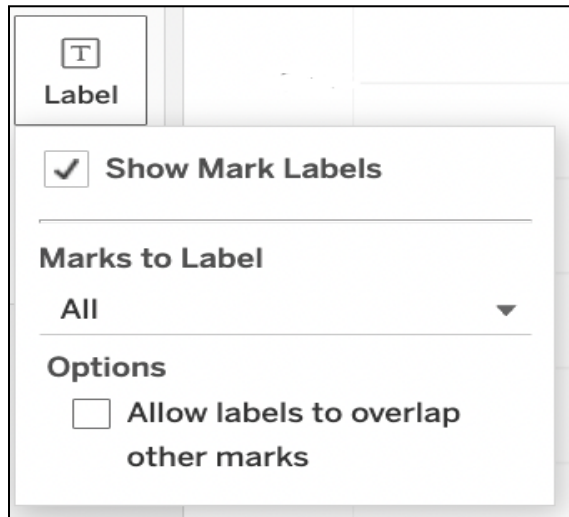 T
Label
Show Mark Labels
Marks to Label
All
Options
Allow labels to overlap
other marks